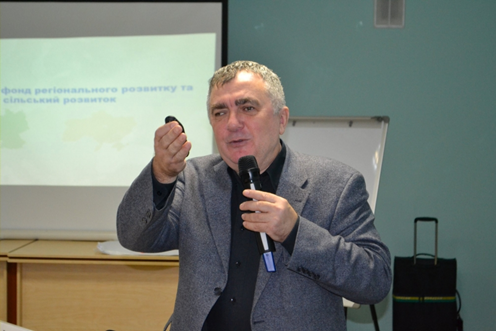 фонд регіонального розвитку та
сільський розвиток